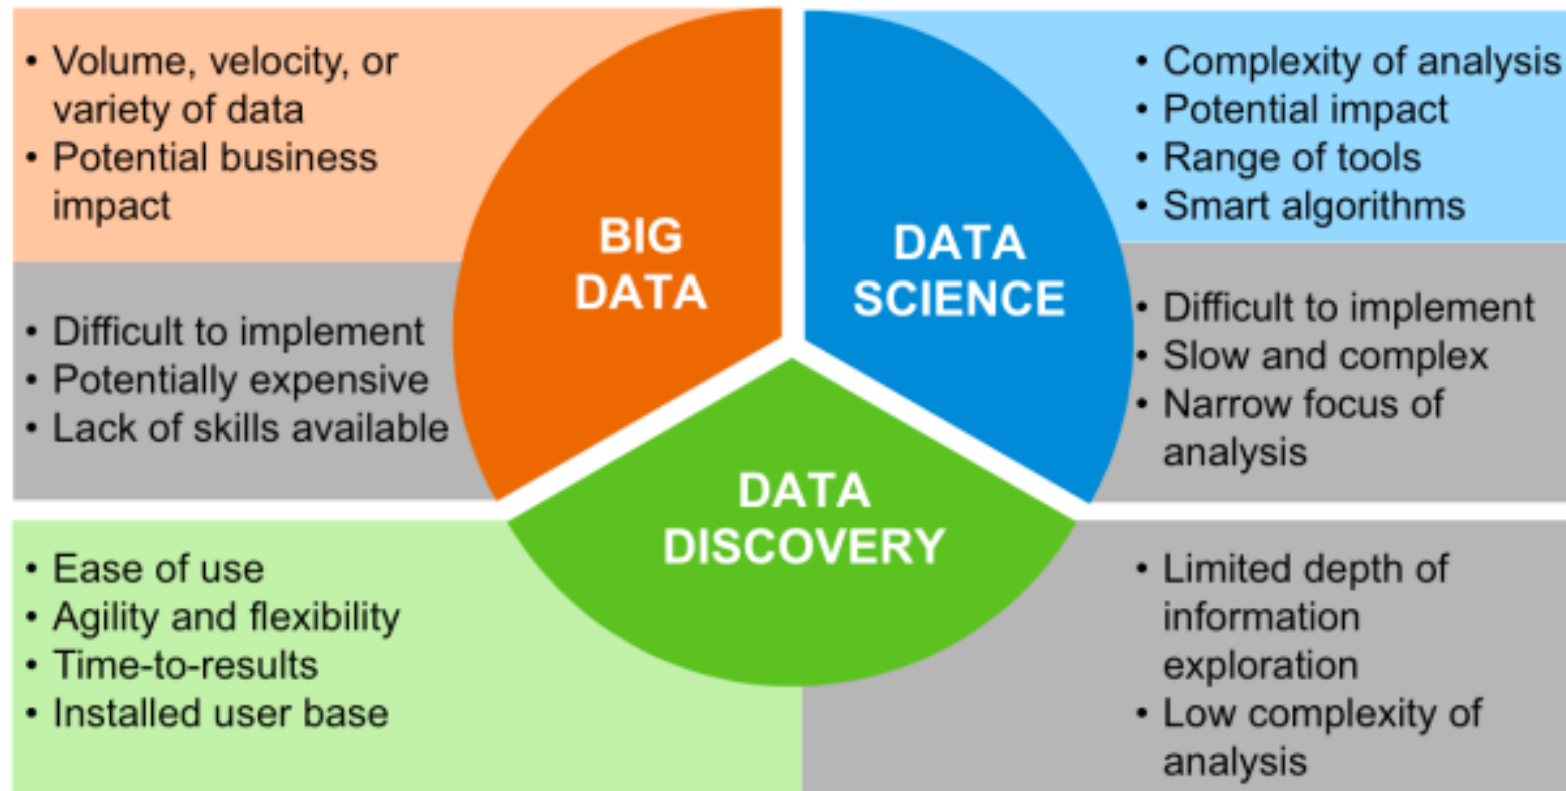 • Volume, velocity, or
variety of data
• Potential business
impact
• Difficult to implement
• Potentially expensive
• Lack of skills available
BIG
DATA
DATA
SCIENCE
• Complexity of analysis
• Potential impact
• Range of tools
• Smart algorithms
• Difficult to implement
• Slow and complex
• Narrow focus of
analysis
DATA
DISCOVERY
• Ease of use
• Agility and flexibility
• Time-to-results
• Installed user base
• Limited depth of
information
exploration
• Low complexity of
analysis